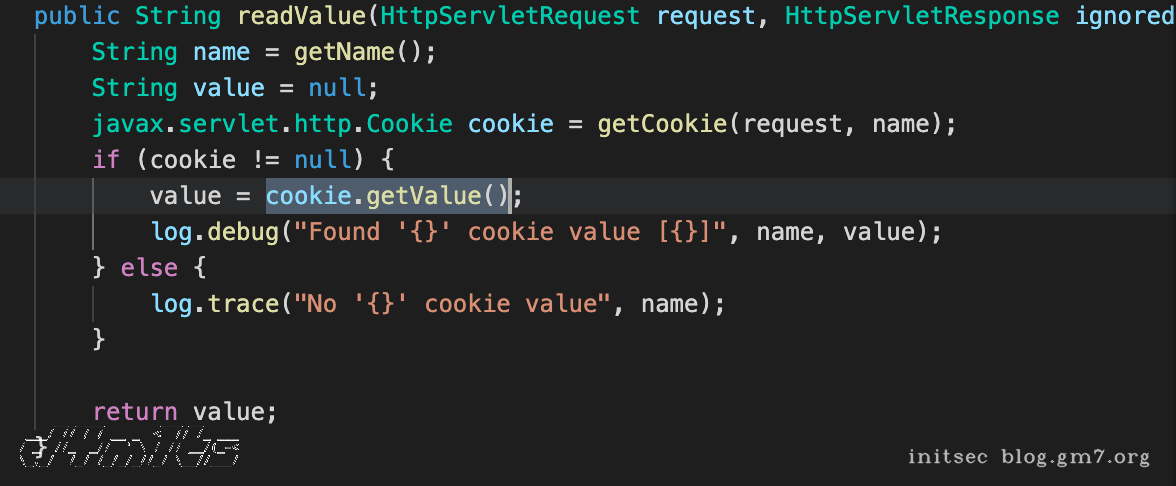 public String readValue(HttpServletRequest request, HttpServletResponse ignored
String name = getName();
String value = null;
javax.servlet.http.Cookie cookie = getCookie(request, name);
if (cookie != null) {
value = cookie.getValue();
log.debug("Found '{}' cookie value [{}]", name, value);
} else {
log.trace("No '{}' cookie value", name);
}
return value;
}
initsec blog.gm7.org